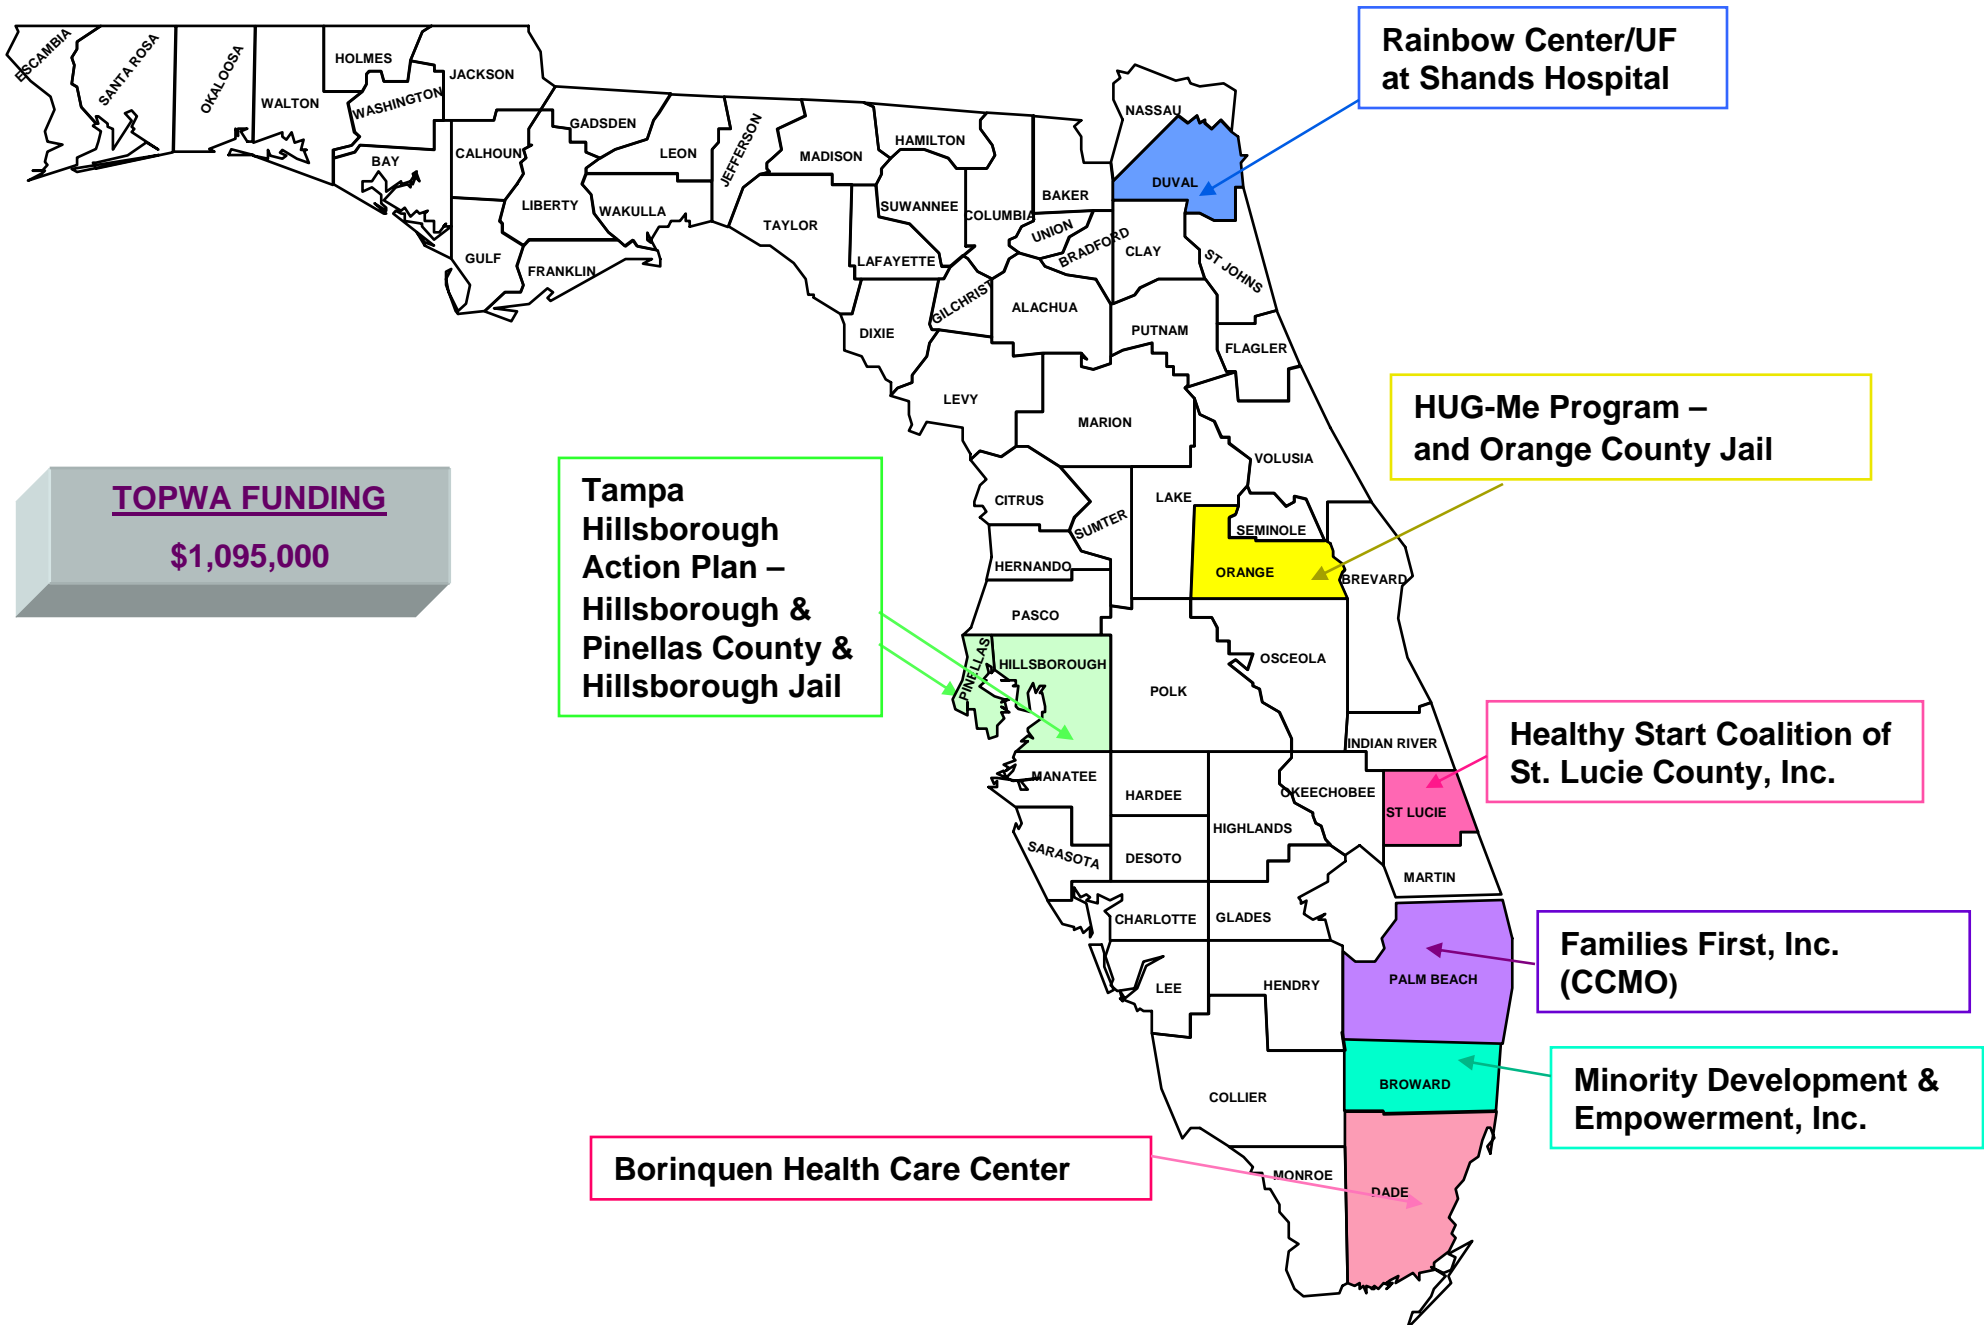 Rainbow Center/UF
at Shands Hospital
ESCAMBIA
SANTA ROSA
OKALOOSA
WALTON
HOLMES
WASHINGTON
JACKSON
BAY
CALHOUN
GULF
GADSDEN
LIBERTY
FRANKLIN
LEON
WAKULLA
JEFFERSON
MADISON
TAYLOR
HAMILTON
SUWANNEE
LAFAYETTE
DIXIE
COLUMBIA
GILCHRIST
BAKER
UNION
BRADFORD
ALACHUA
NASSAU
DUVAL
CLAY
ST JOHNS
PUTNAM
FLAGLER
LEVY
MARION
VOLUSIA
HUG-Me Program –
and Orange County Jail
TOPWA FUNDING
$1,095,000
Tampa
Hillsborough
Action Plan –
Hillsborough &
Pinellas County &
Hillsborough Jail
CITRUS
SUMTER
LAKE
SEMINOLE
ORANGE
BREVARD
HERNANDO
PASCO
PINELLAS
HILLSBOROUGH
POLK
OSCEOLA
INDIAN RIVER
Healthy Start Coalition of
St. Lucie County, Inc.
MANATEE
HARDEE
HIGHLANDS
OKEECHOBEE
ST LUCIE
SARASOTA
DESOTO
MARTIN
CHARLOTTE
GLADES
Families First, Inc.
(CCMO)
LEE
HENDRY
PALM BEACH
Minority Development &
Empowerment, Inc.
COLLIER
BROWARD
Borinquen Health Care Center
MONROE
DADE